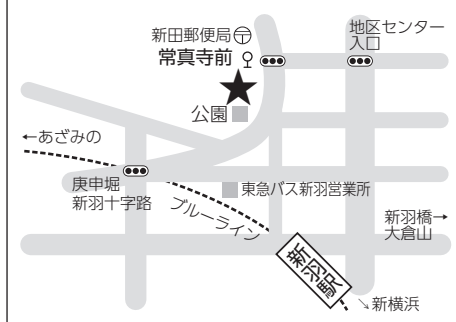 新田郵便局〶
常真寺前
地区センター
入口
公園
←あざみの
庚申堀
新羽十字路
東急バス新羽営業所
ブルーライン
新羽橋→
大倉山
新羽駅
↘新横浜